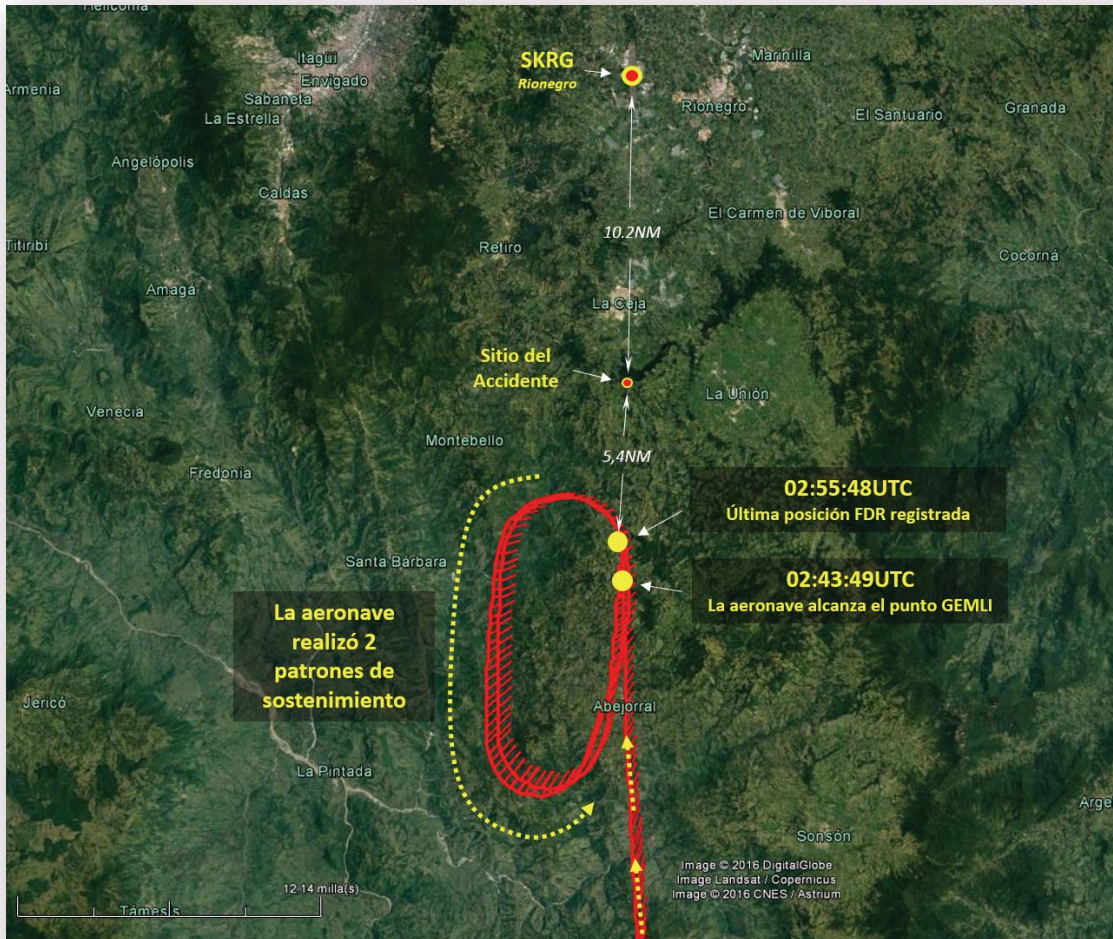 Heliconia
Itagüi
Envigado
Sabaneta
La Estrella
Armenia
Angelópolis
Caldas
Titiribí
Amagá
SKRG
Rionegro
Marinilla
Rionegro
El Santuario
Granada
El Carmen de Viboral
Cocorná
Retiro
10.2NM
La Ceja
Sitio del
Accidente
La Unión
Venecia
Montebello
Fredonia
5,4NM
02:55:48UTC
Última posición FDR registrada
02:43:49UTC
La aeronave alcanza el punto GEMLI
Santa Bárbara
La aeronave
realizó 2
patrones de
sostenimiento
Jericó
Abejorral
La Pintada
Arge
Sonsón
Image © 2016 DigitalGlobe
Image Landsat / Copernicus
Image © 2016 CNES / Astrium
12.14 milla(s)
Támesis